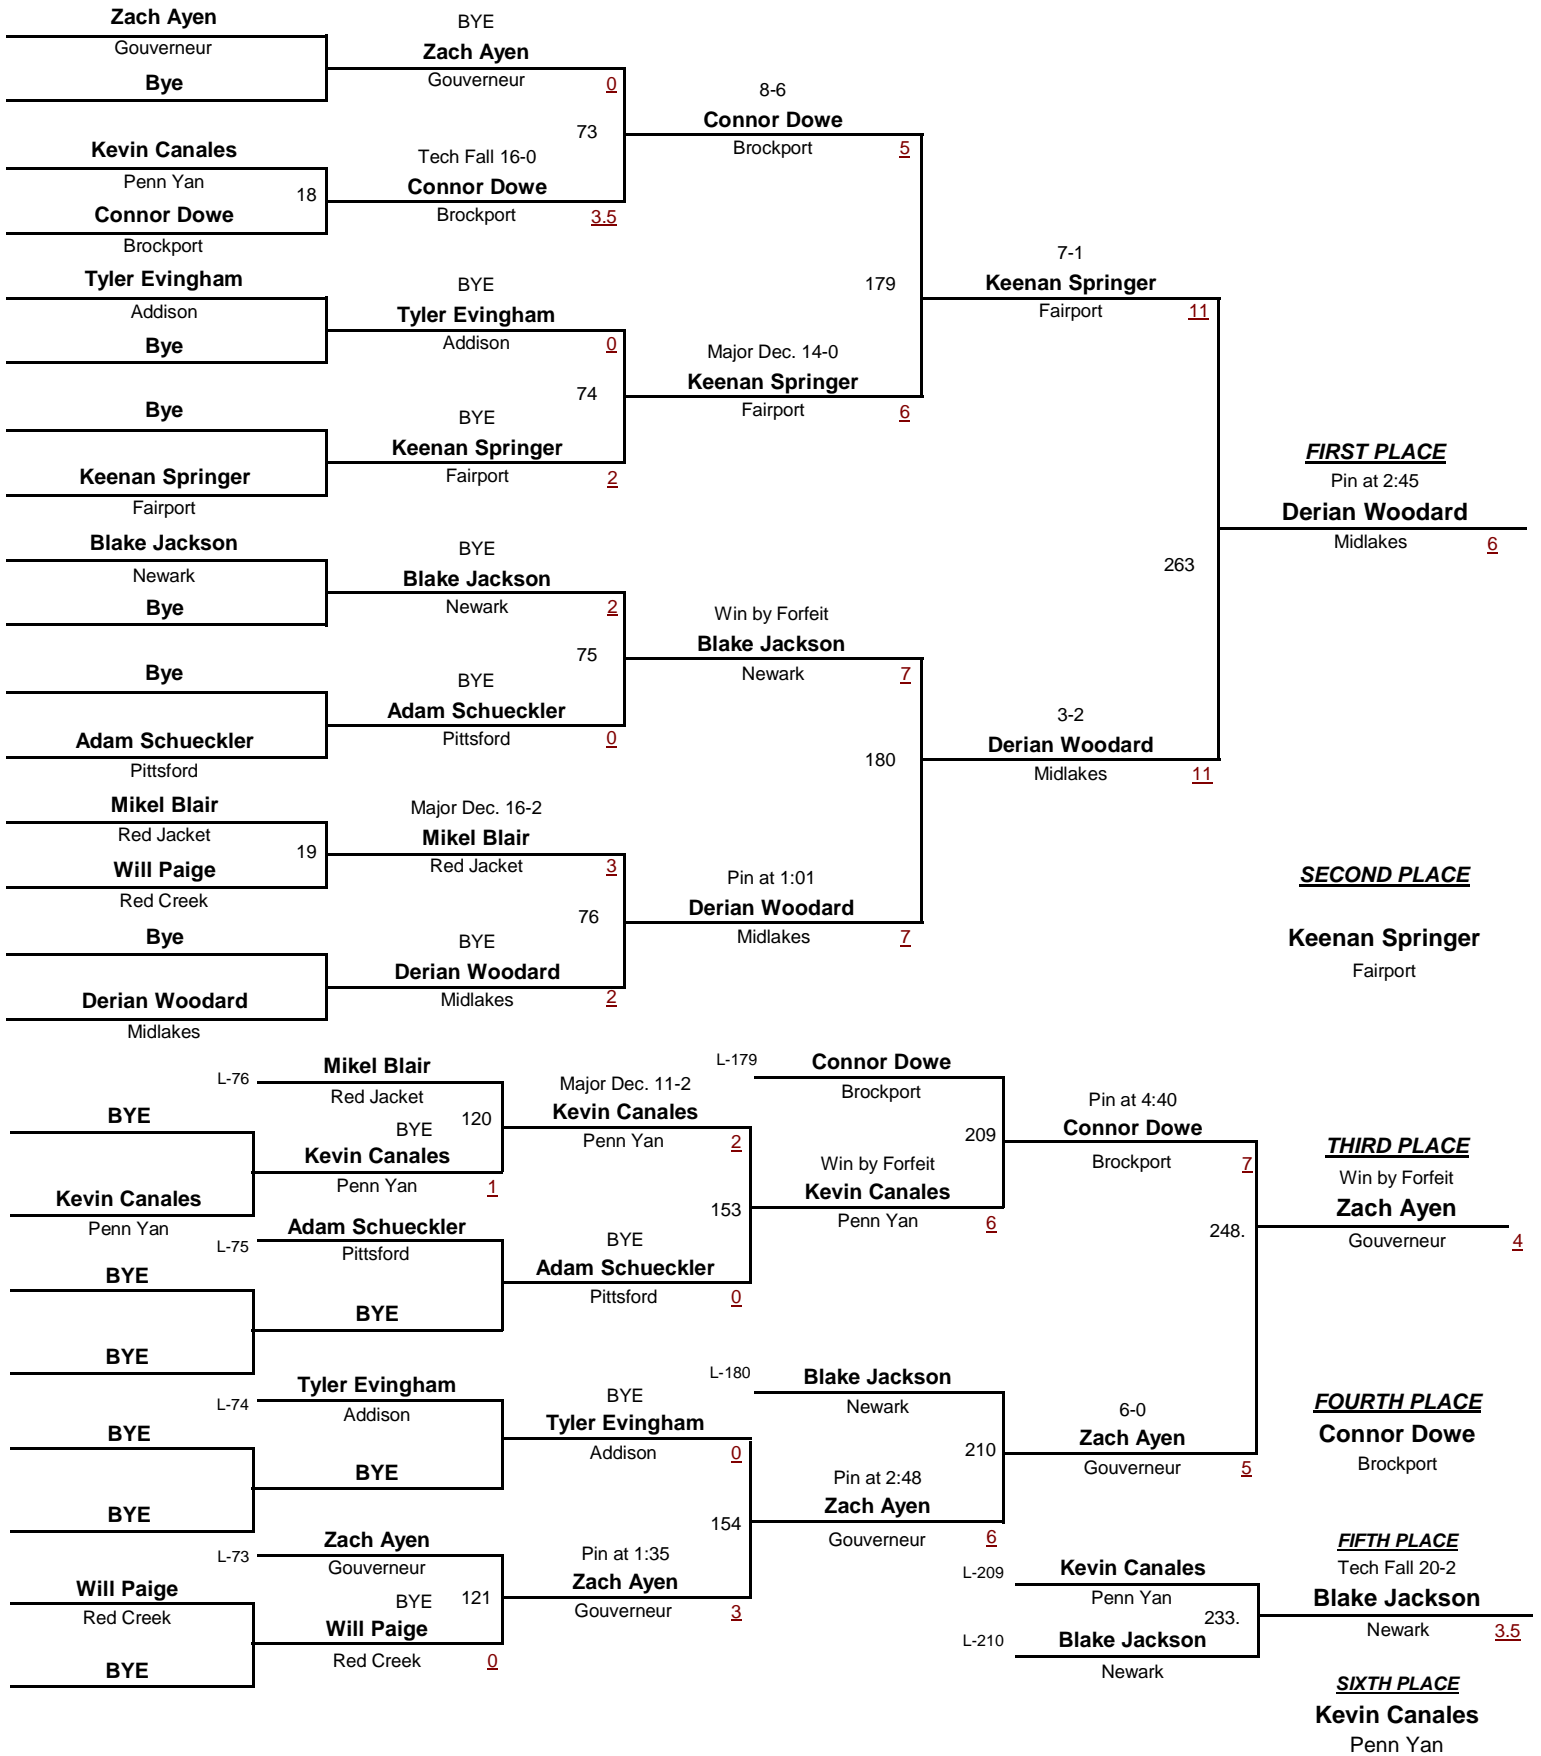 Zach Ayen
Gouverneur
Bye
Kevin Canales
Penn Yan
18
Connor Dowe
Brockport
Tyler Evingham
Addison
Bye
Bye
Keenan Springer
Fairport
Blake Jackson
Newark
Bye
Bye
Adam Schueckler
Pittsford
Mikel Blair
Red Jacket
19
Will Paige
Red Creek
Bye
Derian Woodard
Midlakes
BYE
Zach Ayen
Gouverneur
0
73
Tech Fall 16-0
Connor Dowe
Brockport
3.5
BYE
Tyler Evingham
Addison
0
74
BYE
Keenan Springer
Fairport
2
BYE
Blake Jackson
Newark
2
75
BYE
Adam Schueckler
Pittsford
0
Major Dec. 16-2
Mikel Blair
Red Jacket
3
76
BYE
Derian Woodard
Midlakes
2
8-6
Connor Dowe
Brockport
5
179
Major Dec. 14-0
Keenan Springer
Fairport
6
Win by Forfeit
Blake Jackson
Newark
7
180
Pin at 1:01
Derian Woodard
Midlakes
7
7-1
Keenan Springer
Fairport
11
263
3-2
Derian Woodard
Midlakes
11
FIRST PLACE
Pin at 2:45
Derian Woodard
Midlakes
6
SECOND PLACE
Keenan Springer
Fairport
BYE
Kevin Canales
Penn Yan
BYE
BYE
BYE
BYE
Will Paige
Red Creek
BYE
L-76
Mikel Blair
Red Jacket
120
BYE
Kevin Canales
Penn Yan
1
L-75
Adam Schueckler
Pittsford
BYE
L-74
Tyler Evingham
Addison
BYE
L-73
Zach Ayen
Gouverneur
121
BYE
Will Paige
Red Creek
0
Major Dec. 11-2
Kevin Canales
Penn Yan
2
153
BYE
Adam Schueckler
Pittsford
0
BYE
Tyler Evingham
Addison
0
154
Pin at 1:35
Zach Ayen
Gouverneur
3
L-179
Connor Dowe
Brockport
209
Win by Forfeit
Kevin Canales
Penn Yan
6
L-180
Blake Jackson
Newark
210
Pin at 2:48
Zach Ayen
Gouverneur
6
Pin at 4:40
Connor Dowe
Brockport
7
248.
6-0
Zach Ayen
Gouverneur
5
L-209
Kevin Canales
Penn Yan
233.
L-210
Blake Jackson
Newark
THIRD PLACE
Win by Forfeit
Zach Ayen
Gouverneur
4
FOURTH PLACE
Connor Dowe
Brockport
FIFTH PLACE
Tech Fall 20-2
Blake Jackson
Newark
3.5
SIXTH PLACE
Kevin Canales
Penn Yan